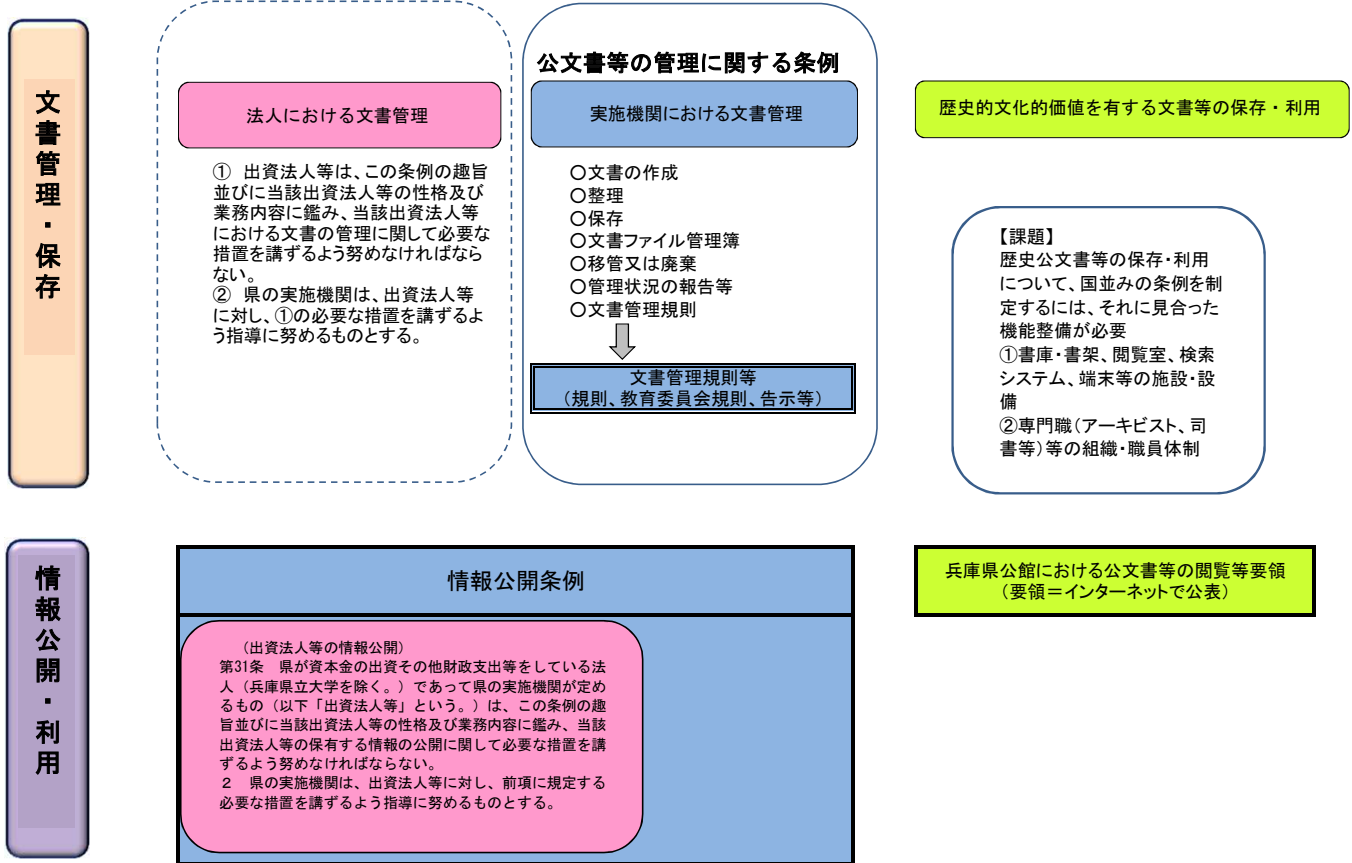 文書管理・保存
公文書等の管理に関する条例
法人における文書管理
① 出資法人等は、この条例の趣旨
並びに当該出資法人等の性格及び
業務内容に鑑み、当該出資法人等
における文書の管理に関して必要な
措置を講ずるよう努めなければなら
ない。
② 県の実施機関は、出資法人等
に対し、①の必要な措置を講ずるよ
う指導に努めるものとする。
実施機関における文書管理
○文書の作成
○整理
○保存
○文書ファイル管理簿
○移管又は廃棄
○管理状況の報告等
○文書管理規則
文書管理規則等
（規則、教育委員会規則、告示等）
歴史的文化的価値を有する文書等の保存・利用
【課題】
歴史公文書等の保存・利用
について、国並みの条例を制
定するには、それに見合った
機能整備が必要
①書庫・書架、閲覧室、検索
システム、端末等の施設・設
備
②専門職（アーキビスト、司
書等）等の組織・職員体制
情報公開・利用
情報公開条例
（出資法人等の情報公開）
第31条　県が資本金の出資その他財政支出等をしている法
人（兵庫県立大学を除く。）であって県の実施機関が定め
るもの（以下「出資法人等」という。）は、この条例の趣
旨並びに当該出資法人等の性格及び業務内容に鑑み、当該
出資法人等の保有する情報の公開に関して必要な措置を講
ずるよう努めなければならない。
２　県の実施機関は、出資法人等に対し、前項に規定する
必要な措置を講ずるよう指導に努めるものとする。
兵庫県公館における公文書等の閲覧等要領
（要領＝インターネットで公表）